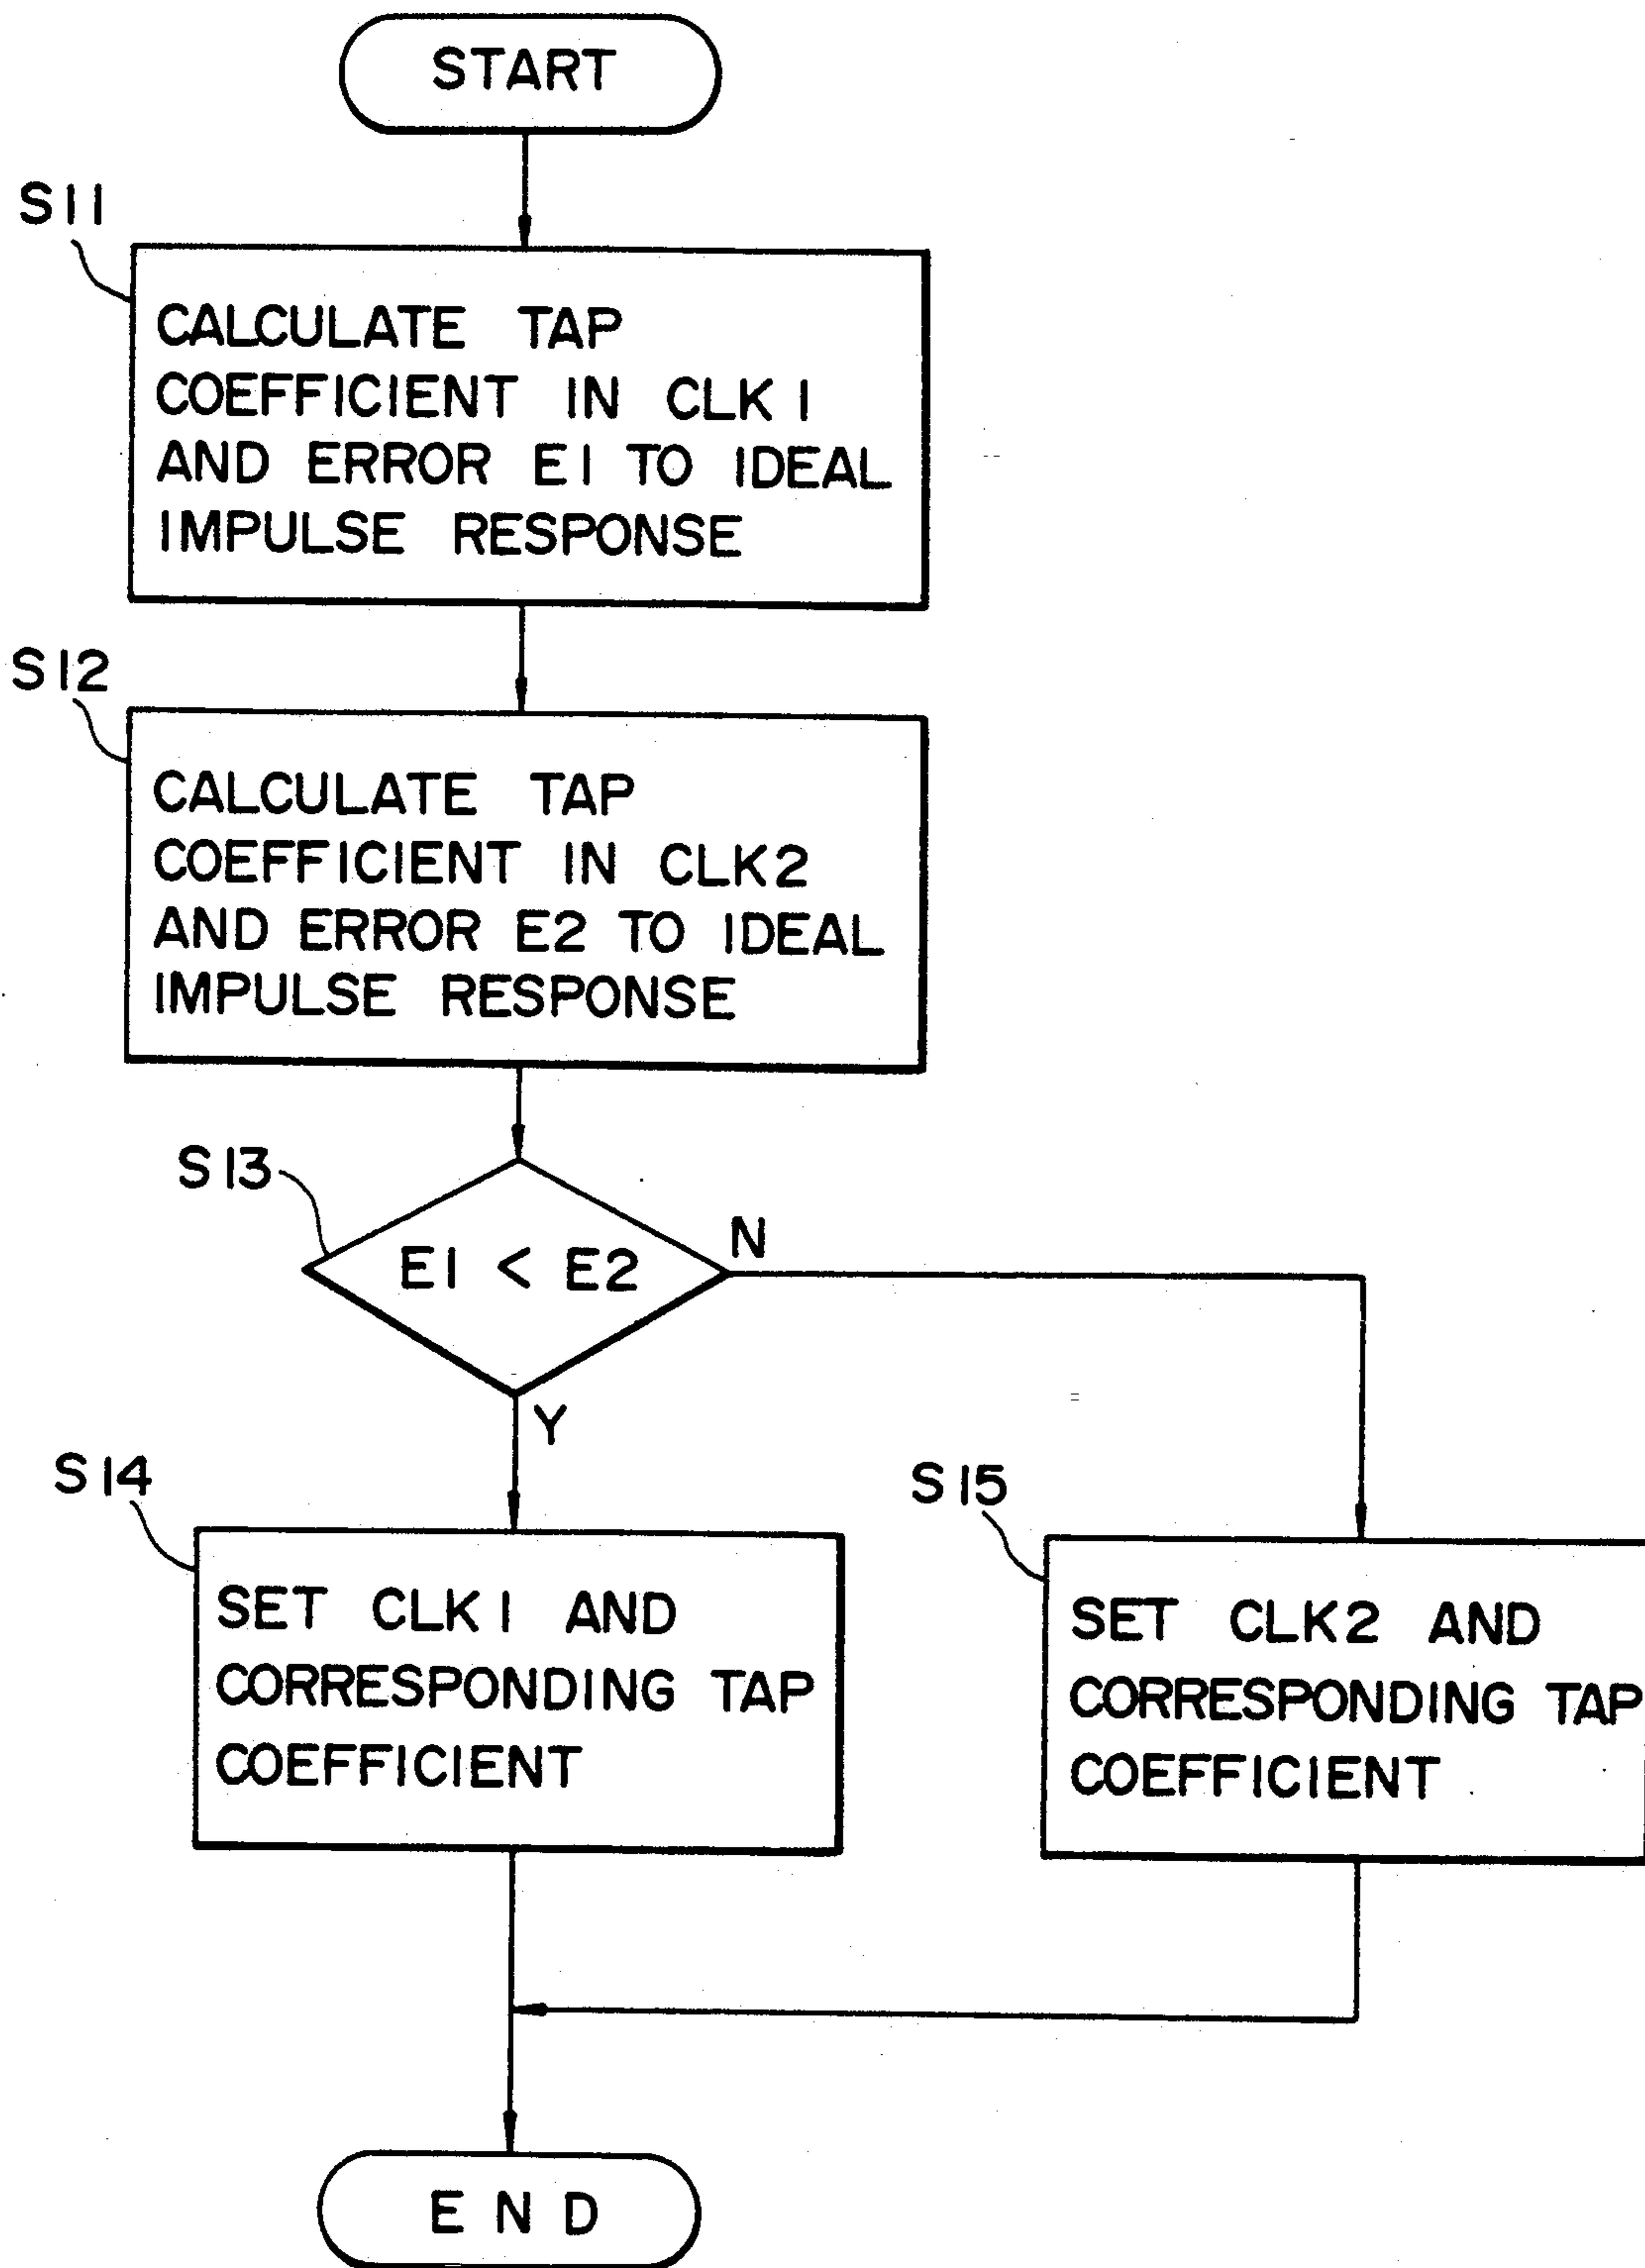 START
S11
CALCULATE TAP
COEFFICIENT IN CLK1
AND ERROR E1 TO IDEAL
IMPULSE RESPONSE
S12
CALCULATE TAP
COEFFICIENT IN CLK2
AND ERROR E2 TO IDEAL
IMPULSE RESPONSE
S13
E1 < E2
N
Y
S14
SET CLK1 AND
CORRESPONDING TAP
COEFFICIENT
S15
SET CLK2 AND
CORRESPONDING TAP
COEFFICIENT
END